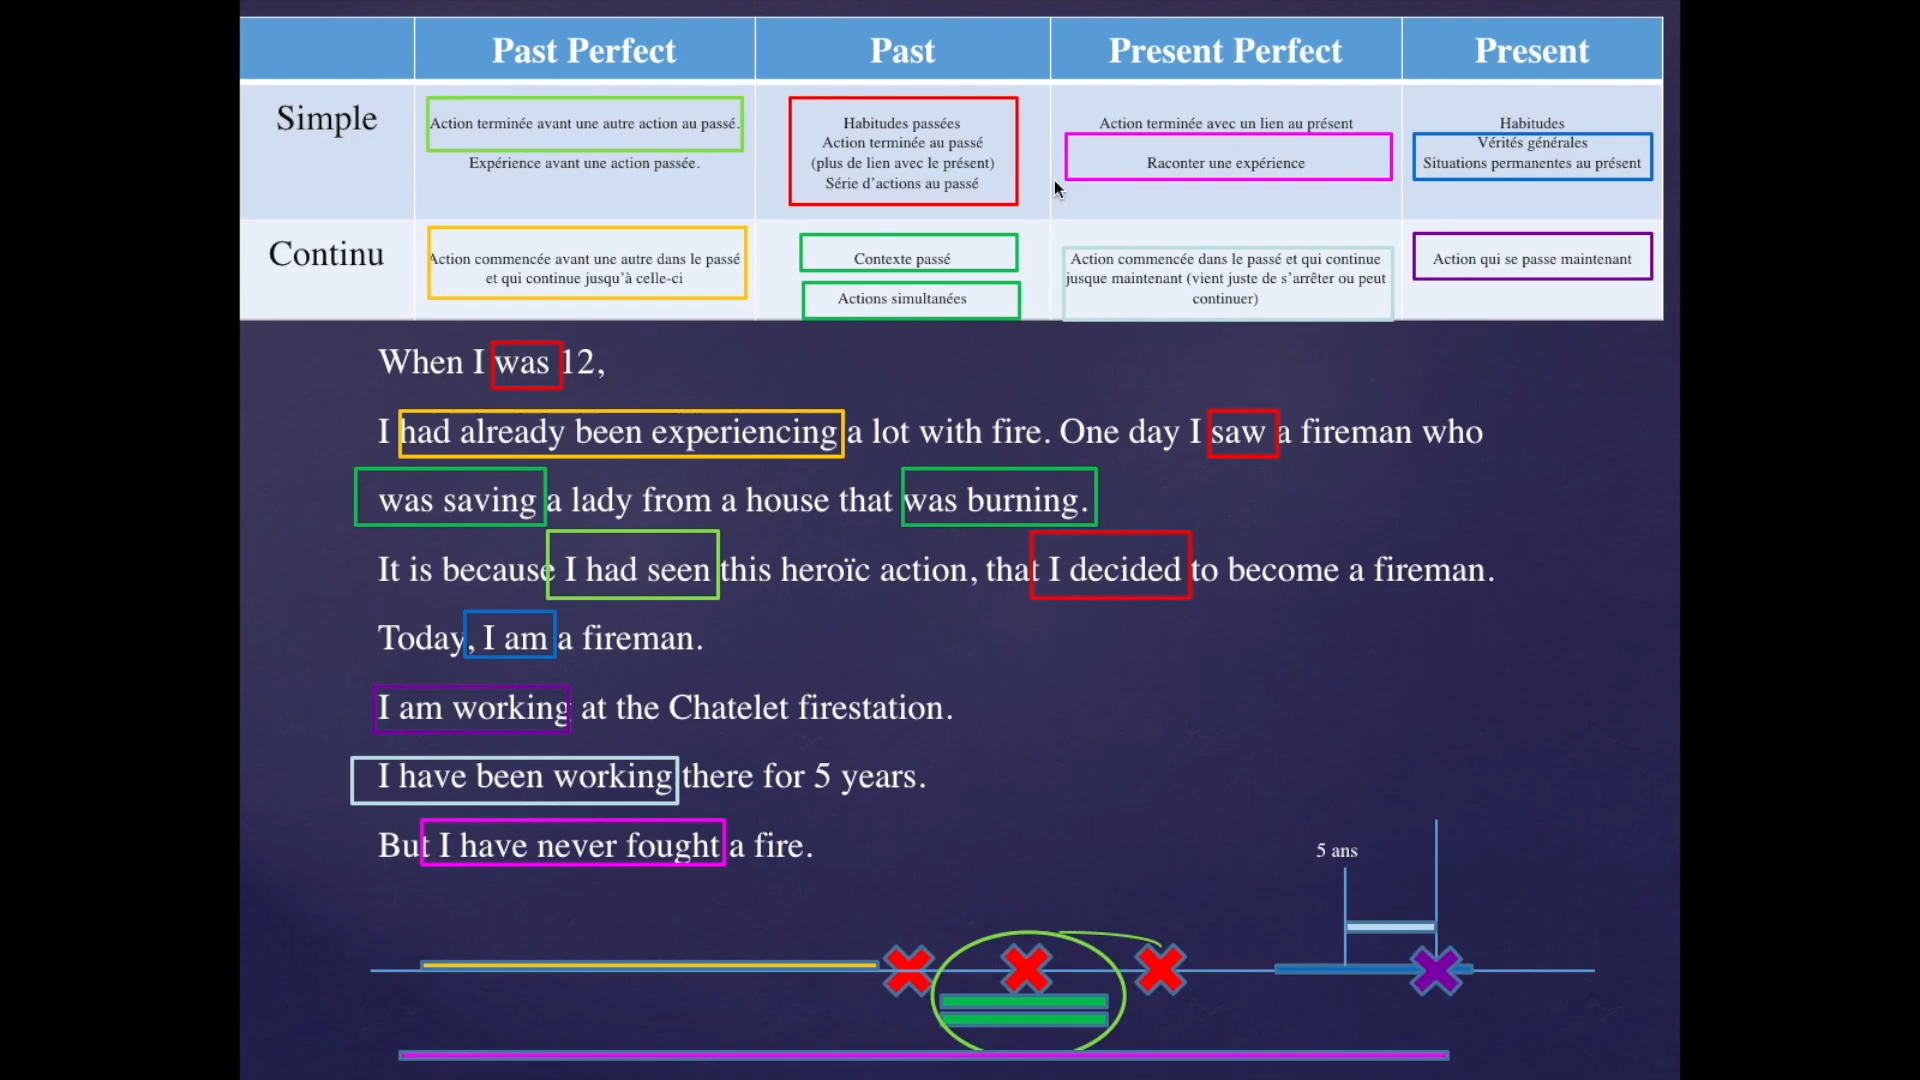 Past Perfect Past Present Perfect Present
Simple
Action terminée avant une autre action au passé.
Expérience avant une action passée.
Habitudes passées
Action terminée au passé
(plus de lien avec le présent)
Série d’actions au passé
Action terminée avec un lien au présent
Raconter une expérience
Habitudes
Vérités générales
Situations permanentes au présent
Continu
Action commencée avant une autre dans le passé
et qui continue jusqu’à celle-ci
Contexte passé
Actions simultanées
Action commencée dans le passé et qui continue
jusque maintenant (vient juste de s’arrêter ou peut
continuer)
Action qui se passe maintenant
When I was 12,
I had already been experiencing a lot with fire. One day I saw a fireman who
was saving a lady from a house that was burning.
It is because I had seen this heroïc action, that I decided to become a fireman.
Today, I am a fireman.
I am working at the Chatelet firestation.
I have been working there for 5 years.
But I have never fought a fire.
5 ans